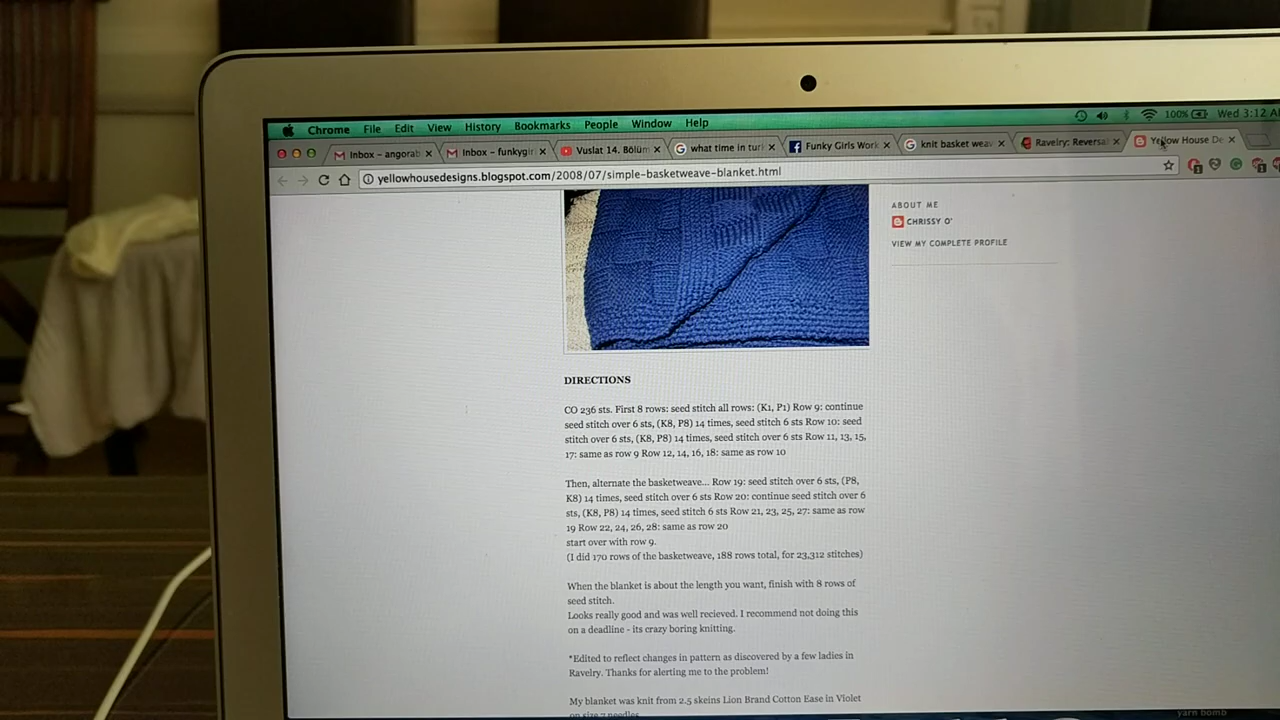 Chrome File Edit View History Bookmarks People Window Help 100% Wed 3:12 A
Inbox – angorab × Inbox – funkygir × Vuslat 14. Bölüm × what time in turk × Funky Girls Work × knit basket weav × Ravelry: Reversa × Yellow House De ×
yellowhousedesigns.blogspot.com/2008/07/simple-basketweave-blanket.html
ABOUT ME
CHRISSY O'
VIEW MY COMPLETE PROFILE
DIRECTIONS
CO 236 sts. First 8 rows: seed stitch all rows: (K1, P1) Row 9: continue
seed stitch over 6 sts, (K8, P8) 14 times, seed stitch 6 sts Row 10: seed
stitch over 6 sts, (K8, P8) 14 times, seed stitch over 6 sts Row 11, 13, 15,
17: same as row 9 Row 12, 14, 16, 18: same as row 10
Then, alternate the basketweave... Row 19: seed stitch over 6 sts, (P8,
K8) 14 times, seed stitch over 6 sts Row 20: continue seed stitch over 6
sts, (K8, P8) 14 times, seed stitch 6 sts Row 21, 23, 25, 27: same as row
19 Row 22, 24, 26, 28: same as row 20
start over with row 9.
(I did 170 rows of the basketweave, 188 rows total, for 23,312 stitches)
When the blanket is about the length you want, finish with 8 rows of
seed stitch.
Looks really good and was well recieved. I recommend not doing this
on a deadline - its crazy boring knitting.
*Edited to reflect changes in pattern as discovered by a few ladies in
Ravelry. Thanks for alerting me to the problem!
My blanket was knit from 2.5 skeins Lion Brand Cotton Ease in Violet
on size 7 needles
yarn bomb